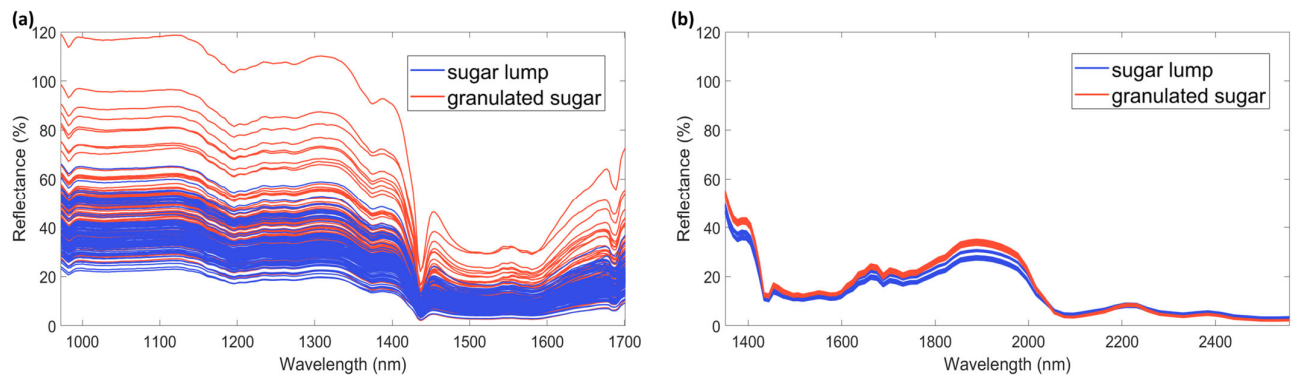 (a)
120
100
80
60
40
20
0
Reflectance (%)
sugar lump
granulated sugar
1000 1100 1200 1300 1400 1500 1600 1700
Wavelength (nm)
(b)
120
100
80
60
40
20
0
Reflectance (%)
sugar lump
granulated sugar
1400 1600 1800 2000 2200 2400
Wavelength (nm)